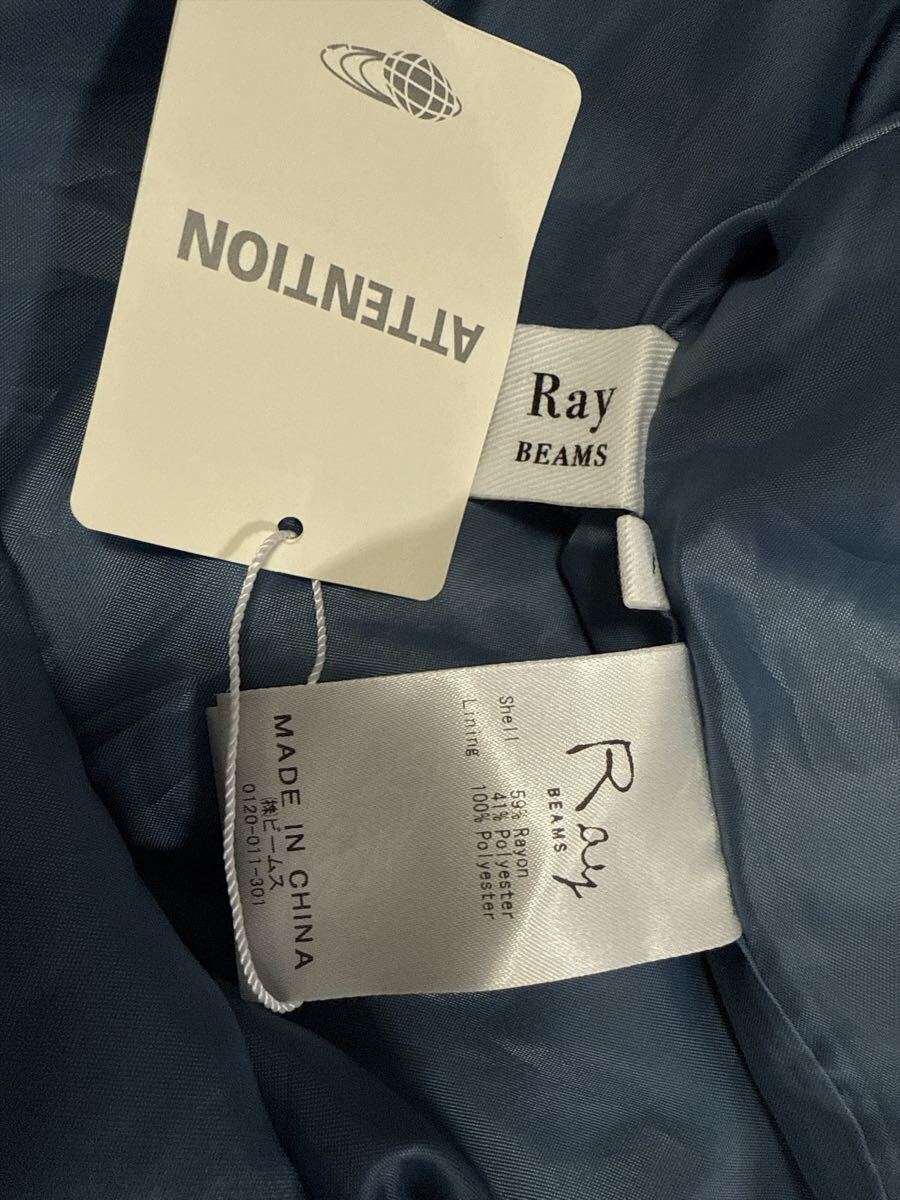 ATTENTION
Ray
BEAMS
Ray
BEAMS
Shell 59% Rayon
41% Polyester
Lining 100% Polyester
MADE IN CHINA
㈱ビームス
0120-011-301